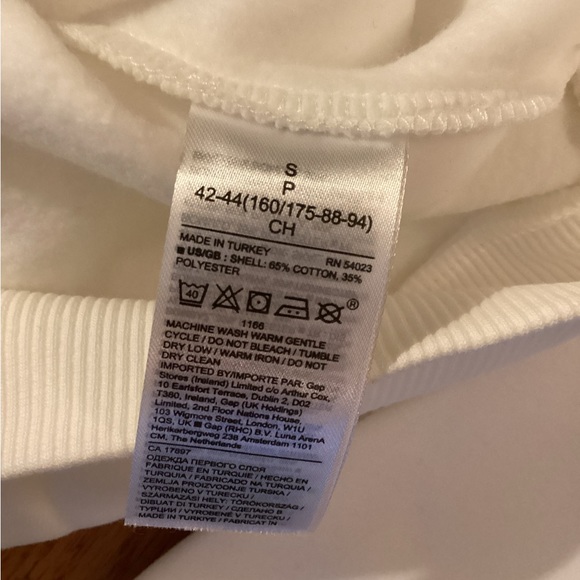 S
P
42-44(160/175-88-94)
CH
MADE IN TURKEY RN 54023
■ US/GB : SHELL: 65% COTTON, 35%
POLYESTER
40 ®
1166
MACHINE WASH WARM GENTLE
CYCLE / DO NOT BLEACH / TUMBLE
DRY LOW / WARM IRON / DO NOT
DRY CLEAN
IMPORTED BY/IMPORTE PAR: Gap
Stores (Ireland) Limited c/o Arthur Cox,
10 Earlsfort Terrace, Dublin 2, D02
T380, Ireland, Gap (UK Holdings)
Limited, 2nd Floor Nations House,
103 Wigmore Street, London, W1U
1QS, UK ■ Gap (RHC) B.V. Luna ArenA
Herikerbergweg 238 Amsterdam 1101
CM, The Netherlands
CA 17897
ОДЕЖДА ПЕРВОГО СЛОЯ
FABRIQUE EN TURQUIE / HECHO EN
TURQUIA / FABRICADO NA TURQUIA /
ZEMLJA PROIZVODNJE TURSKA /
VYROBENO V TURECKU /
SZÁRMAZÁSI HELY: TÖRÖKORSZÁG /
DIBUAT DI TURKEY / СДЕЛАНО В
ТУРЦИИ / VYROBENÉ V TURECKU /
MADE IN TÜRKIYE / FABRICAT IN